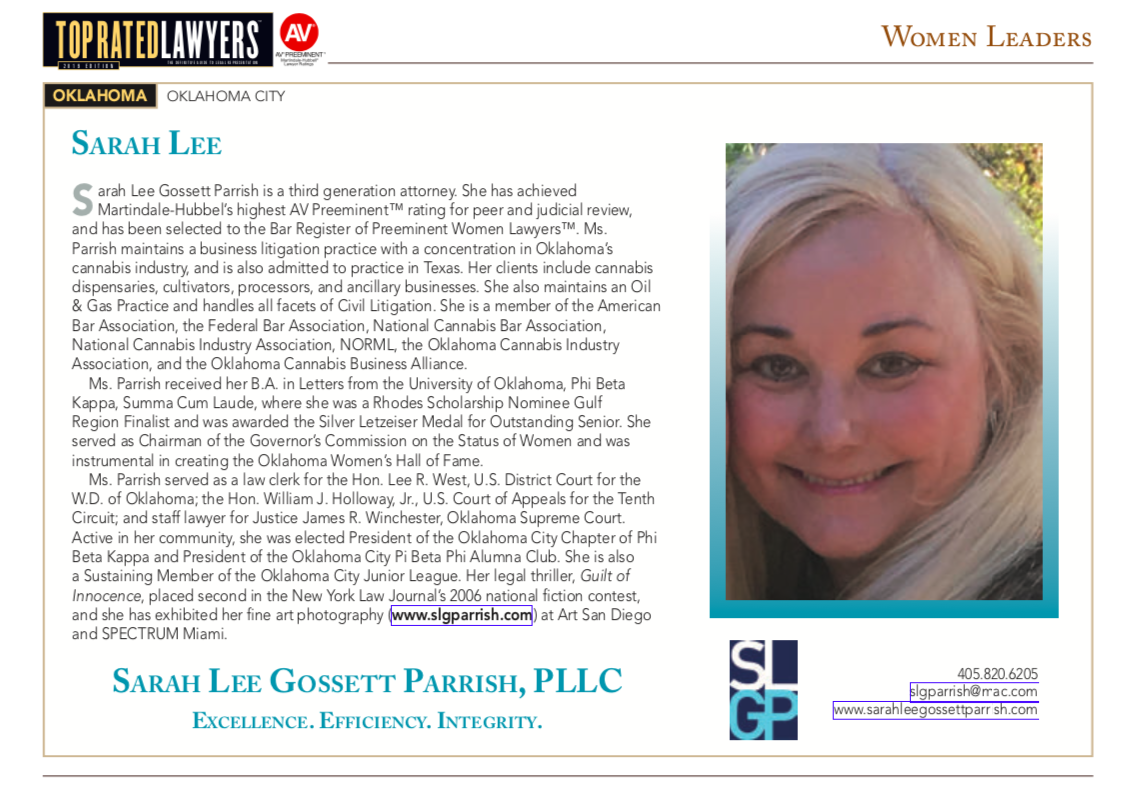 TOPRATEDLAWYERS™
2019 EDITION
THE DEFINITIVE GUIDE TO LEGAL REPRESENTATION
AV®
AV PREEMINENT™
Martindale-Hubbell®
Lawyer Ratings
WOMEN LEADERS
OKLAHOMA OKLAHOMA CITY
SARAH LEE
Sarah Lee Gossett Parrish is a third generation attorney. She has achieved
Martindale-Hubbel's highest AV Preeminent™ rating for peer and judicial review,
and has been selected to the Bar Register of Preeminent Women Lawyers™. Ms.
Parrish maintains a business litigation practice with a concentration in Oklahoma's
cannabis industry, and is also admitted to practice in Texas. Her clients include cannabis
dispensaries, cultivators, processors, and ancillary businesses. She also maintains an Oil
& Gas Practice and handles all facets of Civil Litigation. She is a member of the American
Bar Association, the Federal Bar Association, National Cannabis Bar Association,
National Cannabis Industry Association, NORML, the Oklahoma Cannabis Industry
Association, and the Oklahoma Cannabis Business Alliance.
Ms. Parrish received her B.A. in Letters from the University of Oklahoma, Phi Beta
Kappa, Summa Cum Laude, where she was a Rhodes Scholarship Nominee Gulf
Region Finalist and was awarded the Silver Letzeiser Medal for Outstanding Senior. She
served as Chairman of the Governor's Commission on the Status of Women and was
instrumental in creating the Oklahoma Women's Hall of Fame.
Ms. Parrish served as a law clerk for the Hon. Lee R. West, U.S. District Court for the
W.D. of Oklahoma; the Hon. William J. Holloway, Jr., U.S. Court of Appeals for the Tenth
Circuit; and staff lawyer for Justice James R. Winchester, Oklahoma Supreme Court.
Active in her community, she was elected President of the Oklahoma City Chapter of Phi
Beta Kappa and President of the Oklahoma City Pi Beta Phi Alumna Club. She is also
a Sustaining Member of the Oklahoma City Junior League. Her legal thriller, Guilt of
Innocence, placed second in the New York Law Journal's 2006 national fiction contest,
and she has exhibited her fine art photography (www.slgparrish.com) at Art San Diego
and SPECTRUM Miami.
SARAH LEE GOSSETT PARRISH, PLLC
EXCELLENCE. EFFICIENCY. INTEGRITY.
SL
GP
405.820.6205
slgparrish@mac.com
www.sarahleegossettparrish.com